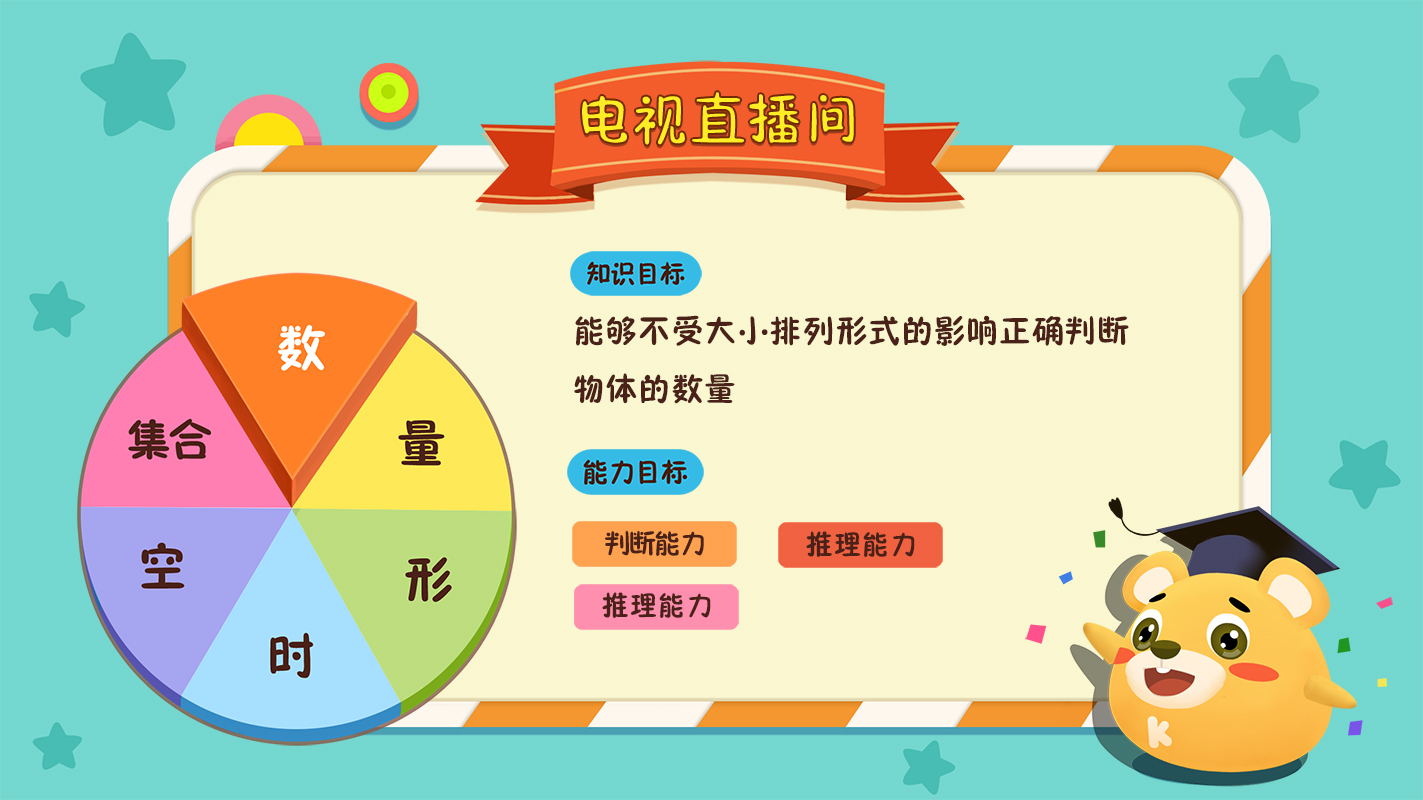 电视直播间
数
集合
量
空
形
时
知识目标
能够不受大小·排列形式的影响正确判断
物体的数量
能力目标
判断能力
推理能力
推理能力
K